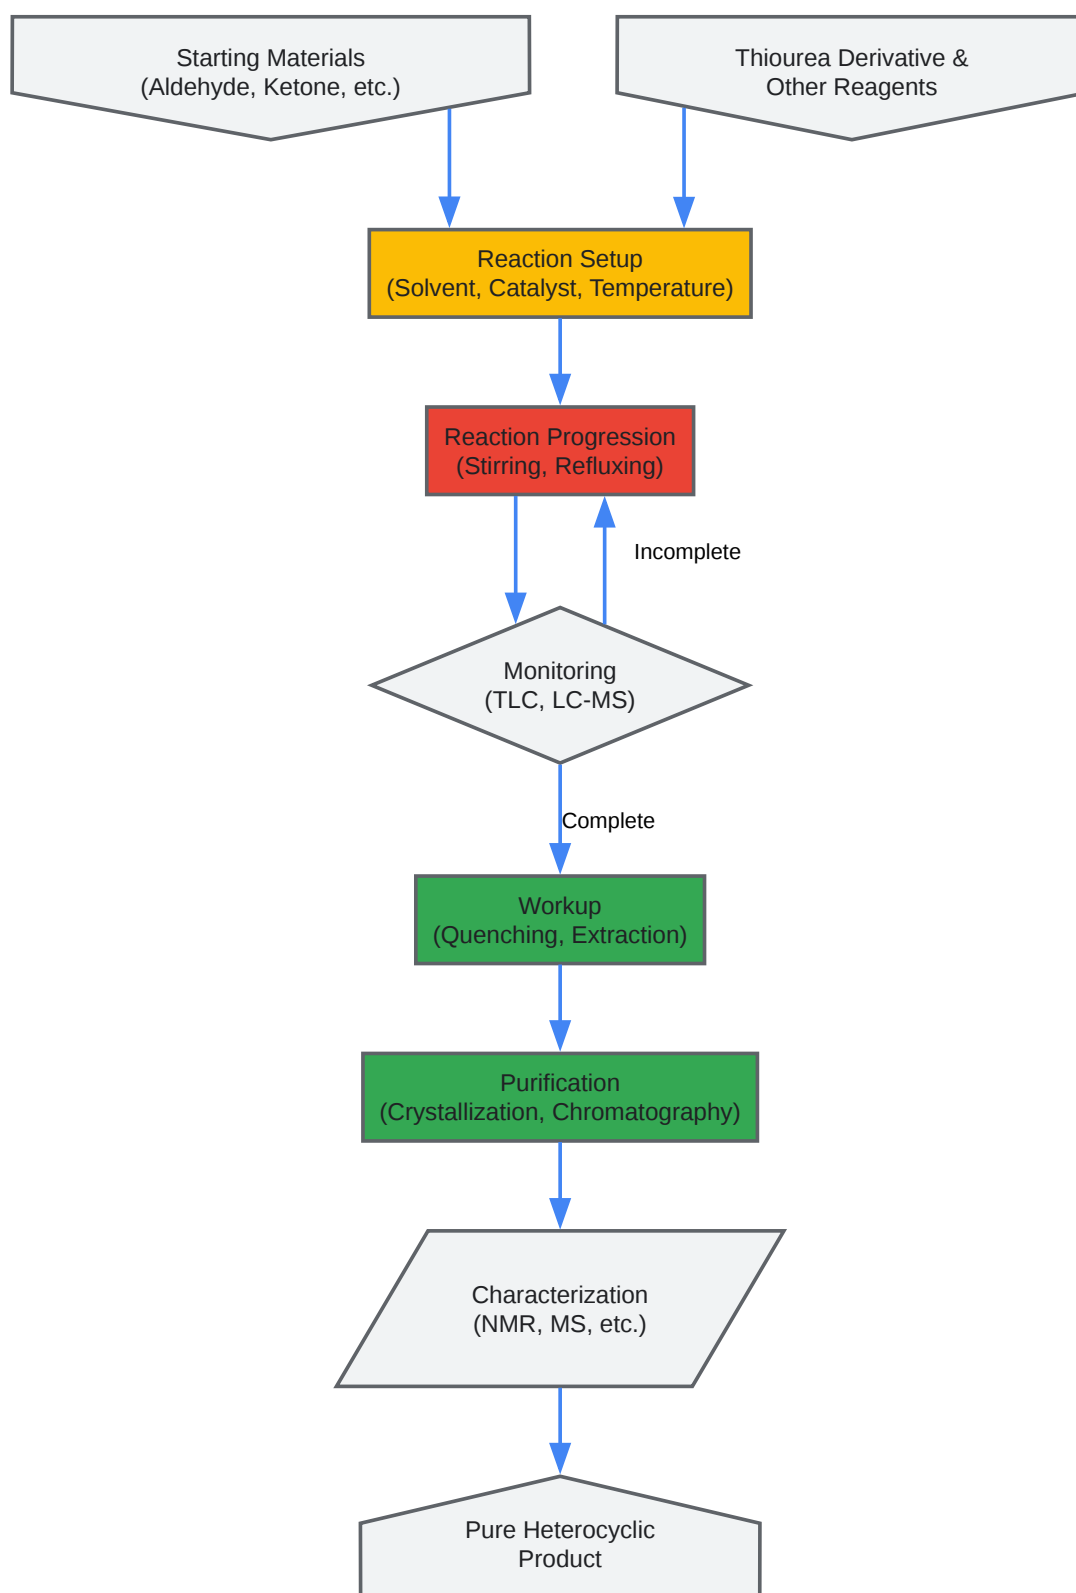 Starting Materials
(Aldehyde, Ketone, etc.)
Thiourea Derivative &
Other Reagents
Reaction Setup
(Solvent, Catalyst, Temperature)
Reaction Progression
(Stirring, Refluxing)
Incomplete
Monitoring
(TLC, LC-MS)
Complete
Workup
(Quenching, Extraction)
Purification
(Crystallization, Chromatography)
Characterization
(NMR, MS, etc.)
Pure Heterocyclic
Product